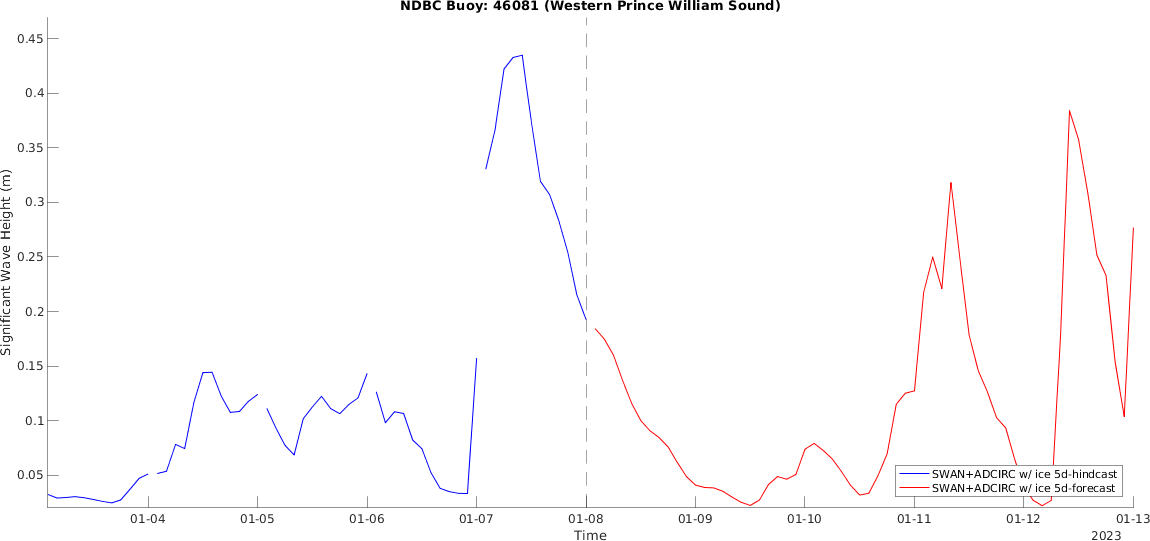 NDBC Buoy: 46081 (Western Prince William Sound)
0.45
0.4
0.35
0.3
0.25
0.2
0.15
0.1
0.05
Significant Wave Height (m)
SWAN+ADCIRC w/ ice 5d-hindcast
SWAN+ADCIRC w/ ice 5d-forecast
01-04 01-05 01-06 01-07 01-08 01-09 01-10 01-11 01-12 01-13
Time
2023